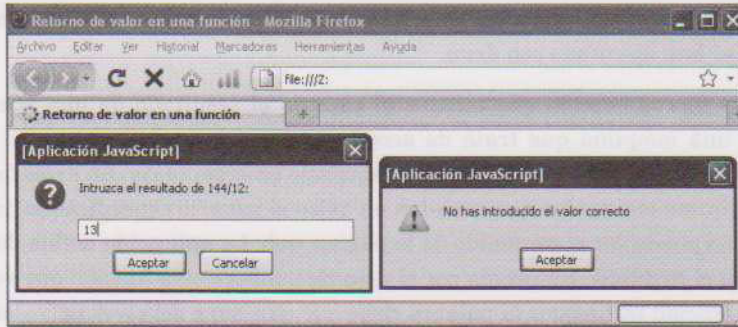 Retorno de valor en una función - Mozilla Firefox
Archivo Editar Ver Historial Marcadores Herramientas Ayuda
file:///Z:
Retorno de valor en una función
[Aplicación JavaScript]
Intruzca el resultado de 144/12:
13
Aceptar Cancelar
[Aplicación JavaScript]
No has introducido el valor correcto
Aceptar